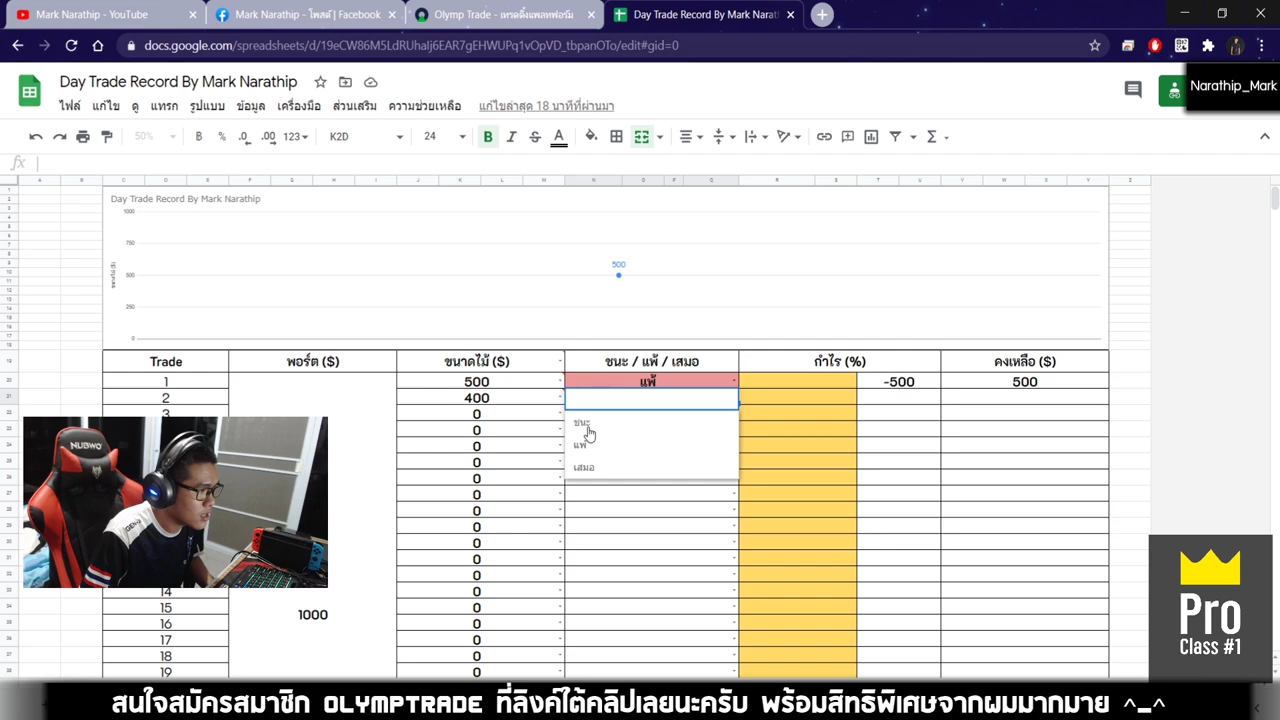 Mark Narathip - YouTube
Mark Narathip - โพสต์ | Facebook
Olymp Trade - เทรดดิ้งแพลทฟอร์ม
Day Trade Record By Mark Narathi
docs.google.com/spreadsheets/d/19eCW86M5LdRUhaIj6EAR7gEHWUPq1vOpVD_tbpanOTo/edit#gid=0
Day Trade Record By Mark Narathip
Narathip_Mark
ไฟล์ แก้ไข ดู แทรก รูปแบบ ข้อมูล เครื่องมือ ส่วนเสริม ความช่วยเหลือ แก้ไขล่าสุด 18 นาทีที่ผ่านมา
50% ฿ % .0 .00 123 K2D 24 B I S A Σ
fx
Day Trade Record By Mark Narathip
1000
750
500
500
250
0
Trade พอร์ต ($) ขนาดไม้ ($) ชนะ / แพ้ / เสมอ กำไร (%) คงเหลือ ($)
1 500 แพ้ -500 500
2 400
3 0
ชนะ
0
แพ้
0
เสมอ
0
0
0
0
0
0
0
0
14 0
15 0
1000
16 0
17 0
18 0
19 0
Pro
Class #1
สนใจสมัครสมาชิก OLYMPTRADE ที่ลิงค์ใต้คลิปเลยนะครับ พร้อมสิทธิพิเศษจากผมมากมาย ^_^